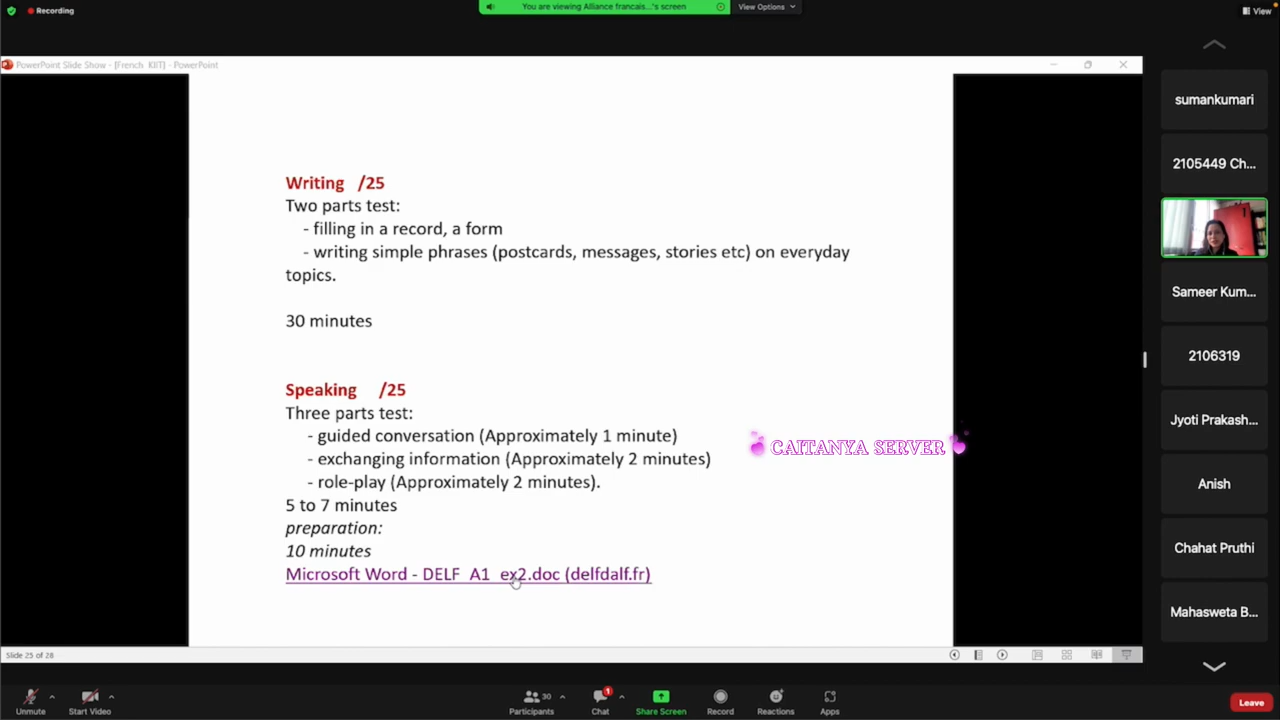 Recording
You are viewing Alliance francais...'s screen
View Options
View
PowerPoint Slide Show - [French KIIT] - PowerPoint
Writing /25
Two parts test:
- filling in a record, a form
- writing simple phrases (postcards, messages, stories etc) on everyday
topics.
30 minutes
Speaking /25
Three parts test:
- guided conversation (Approximately 1 minute)
- exchanging information (Approximately 2 minutes)
- role-play (Approximately 2 minutes).
5 to 7 minutes
preparation:
10 minutes
Microsoft Word - DELF A1 ex2.doc (delfdalf.fr)
CAITANYA SERVER
Slide 25 of 28
sumankumari
2105449 Ch...
Sameer Kum...
2106319
Jyoti Prakash...
Anish
Chahat Pruthi
Mahasweta B...
Unmute
Start Video
30
Participants
1
Chat
Share Screen
Record
Reactions
Apps
Leave